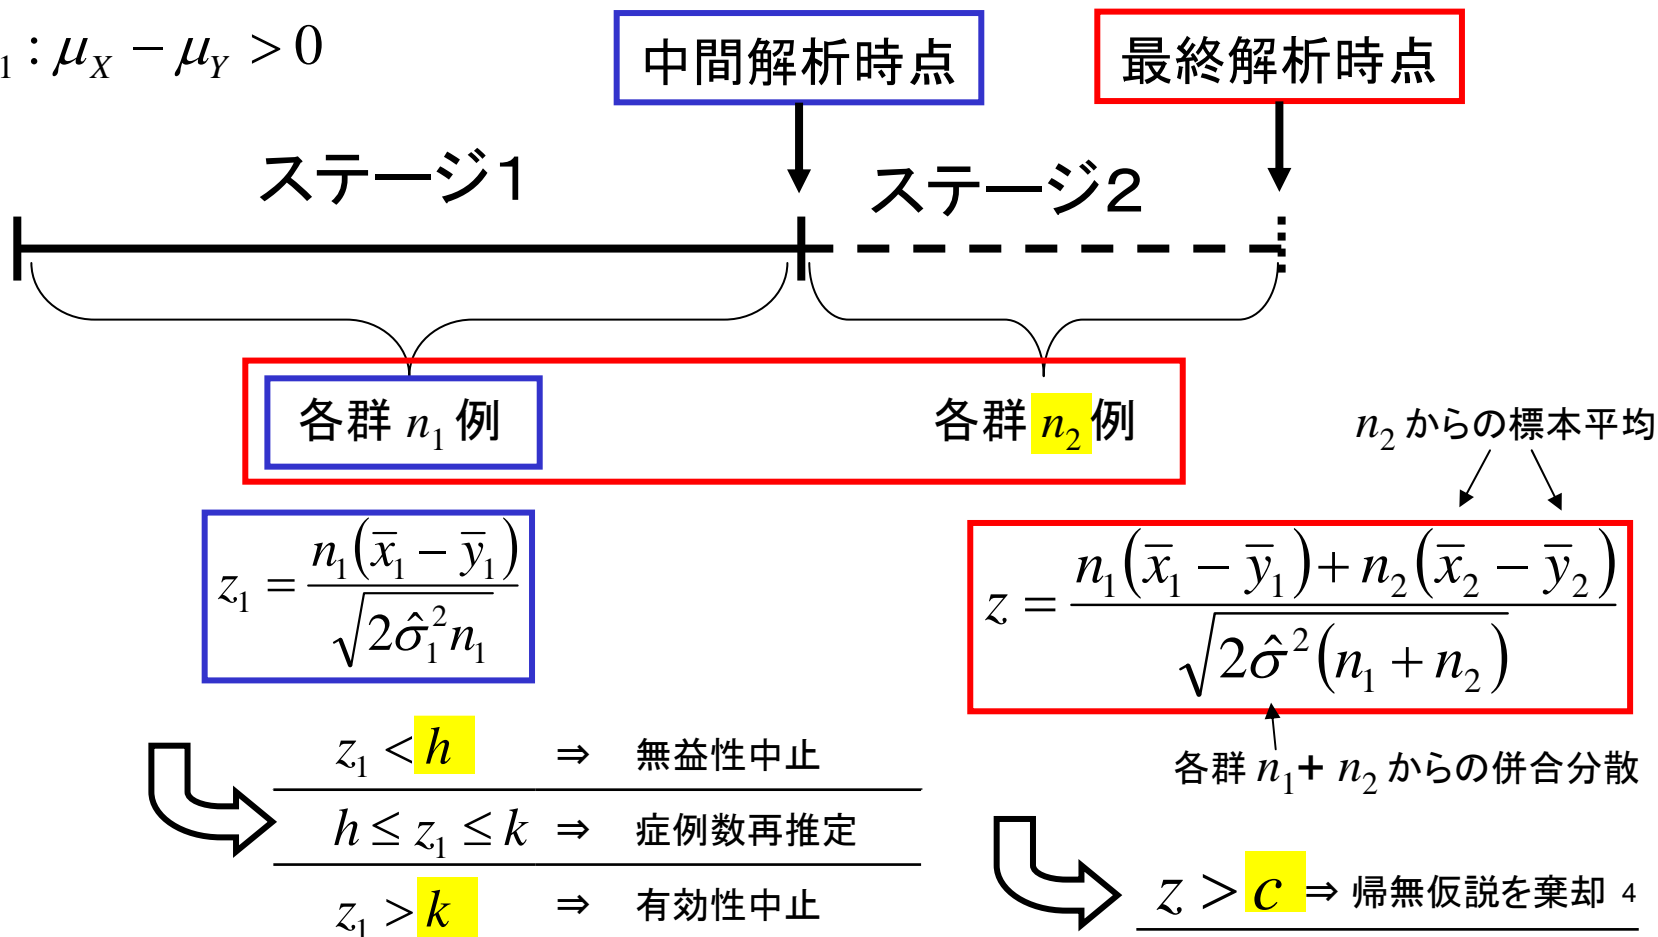 ₁ : μ_X − μ_Y > 0
中間解析時点
最終解析時点
ステージ1
ステージ2
各群 n₁ 例
各群 n₂ 例
n₂ からの標本平均
z₁ = n₁(x̄₁ − ȳ₁) / √(2σ̂₁²n₁)
z = (n₁(x̄₁ − ȳ₁) + n₂(x̄₂ − ȳ₂)) / √(2σ̂²(n₁ + n₂))
各群 n₁+ n₂ からの併合分散
z₁ < h ⇒ 無益性中止
h ≤ z₁ ≤ k ⇒ 症例数再推定
z₁ > k ⇒ 有効性中止
z > c ⇒ 帰無仮説を棄却 4